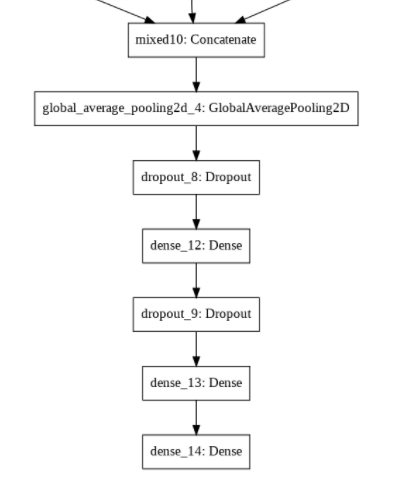 mixed10: Concatenate
global_average_pooling2d_4: GlobalAveragePooling2D
dropout_8: Dropout
dense_12: Dense
dropout_9: Dropout
dense_13: Dense
dense_14: Dense